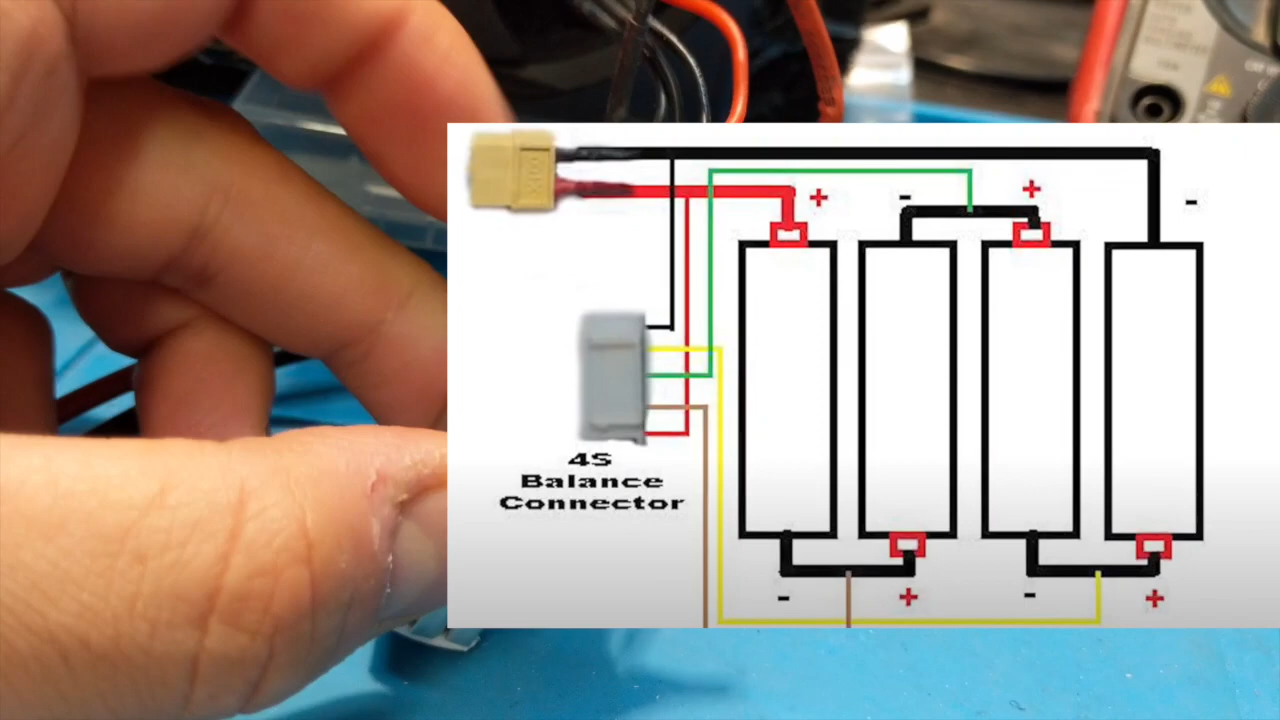 +
-
+
-
4S
Balance
Connector
-
+
-
+